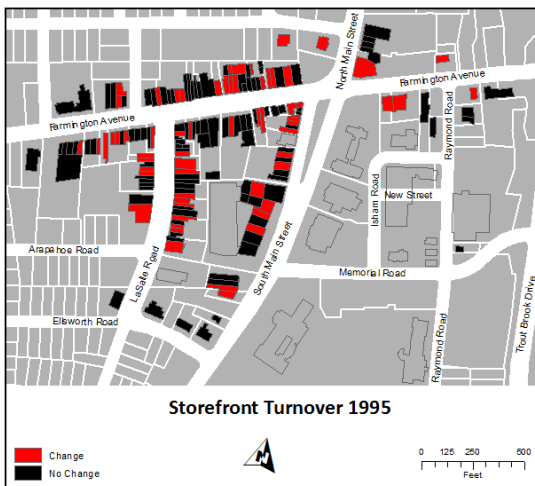 North Main Street
Farmington Avenue
Farmington Avenue
Raymond Road
Isham Road
New Street
Arapahoe Road
LaSalle Road
South Main Street
Memorial Road
Ellsworth Road
Raymond Road
Trout Brook Drive
Storefront Turnover 1995
Change
No Change
N
0 125 250 500
Feet